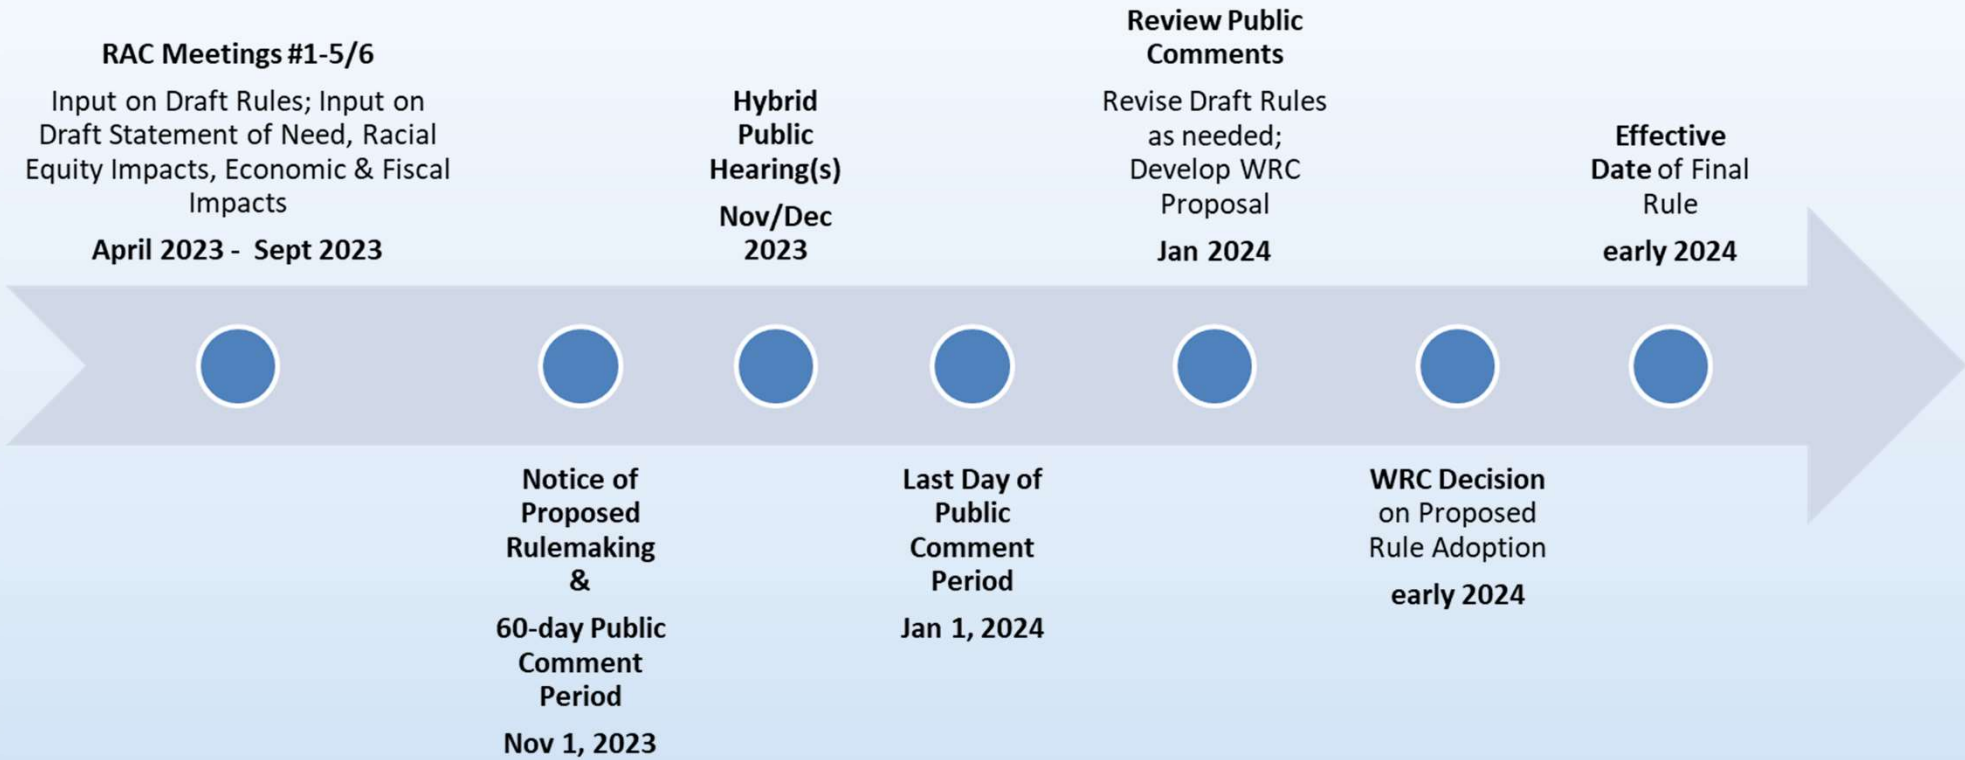 RAC Meetings #1-5/6
Input on Draft Rules; Input on
Draft Statement of Need, Racial
Equity Impacts, Economic & Fiscal
Impacts
April 2023 - Sept 2023
Notice of
Proposed
Rulemaking
&
60-day Public
Comment
Period
Nov 1, 2023
Hybrid
Public
Hearing(s)
Nov/Dec
2023
Last Day of
Public
Comment
Period
Jan 1, 2024
Review Public
Comments
Revise Draft Rules
as needed;
Develop WRC
Proposal
Jan 2024
WRC Decision
on Proposed
Rule Adoption
early 2024
Effective
Date of Final
Rule
early 2024